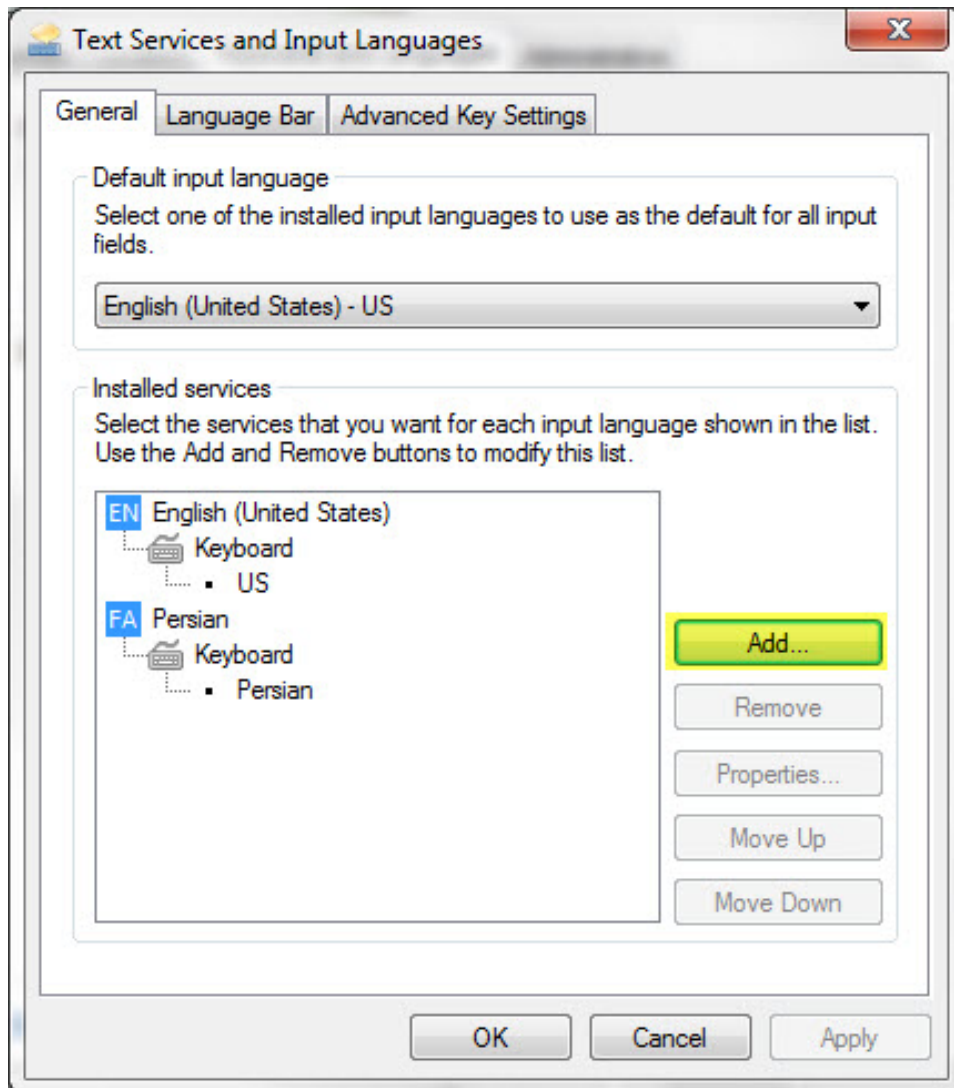 Text Services and Input Languages
General
Language Bar
Advanced Key Settings
Default input language
Select one of the installed input languages to use as the default for all input
fields.
English (United States) - US
Installed services
Select the services that you want for each input language shown in the list.
Use the Add and Remove buttons to modify this list.
EN English (United States)
Keyboard
US
FA Persian
Keyboard
Persian
Add...
Remove
Properties...
Move Up
Move Down
OK
Cancel
Apply